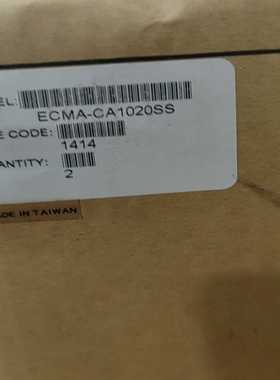 EL:
ECMA-CA1020SS
E CODE:
1414
ANTITY:
2
ADE IN TAIWAN